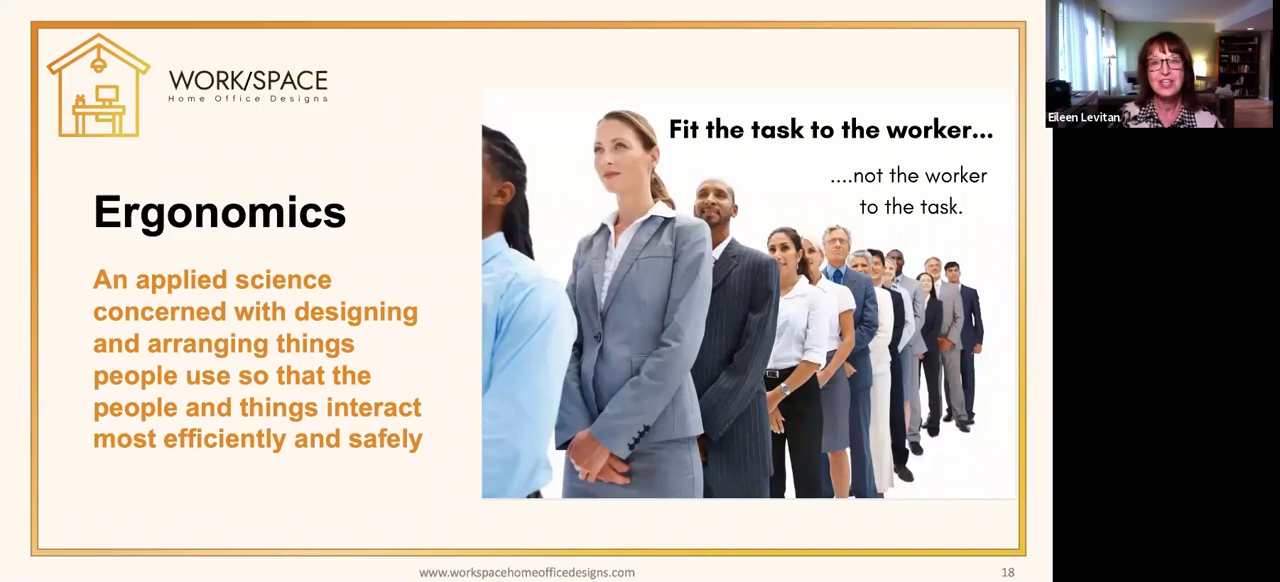 WORK/SPACE
Home Office Designs
Ergonomics
An applied science
concerned with designing
and arranging things
people use so that the
people and things interact
most efficiently and safely
Fit the task to the worker...
....not the worker
to the task.
Eileen Levitan
www.workspacehomeofficedesigns.com
18